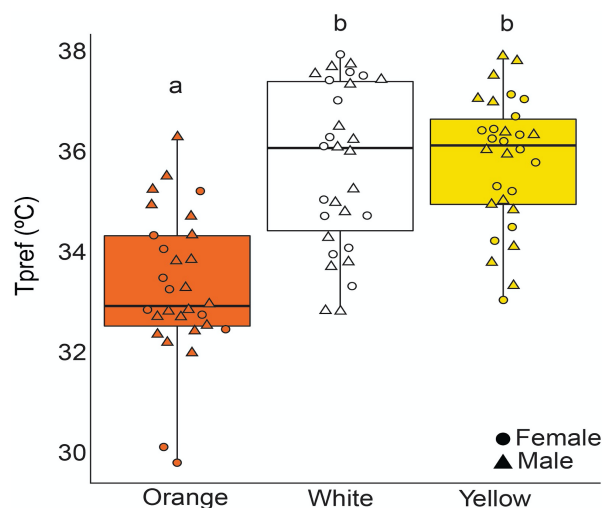 b
b
a
38
36
34
32
30
Tpref (ºC)
Female
Male
Orange
White
Yellow